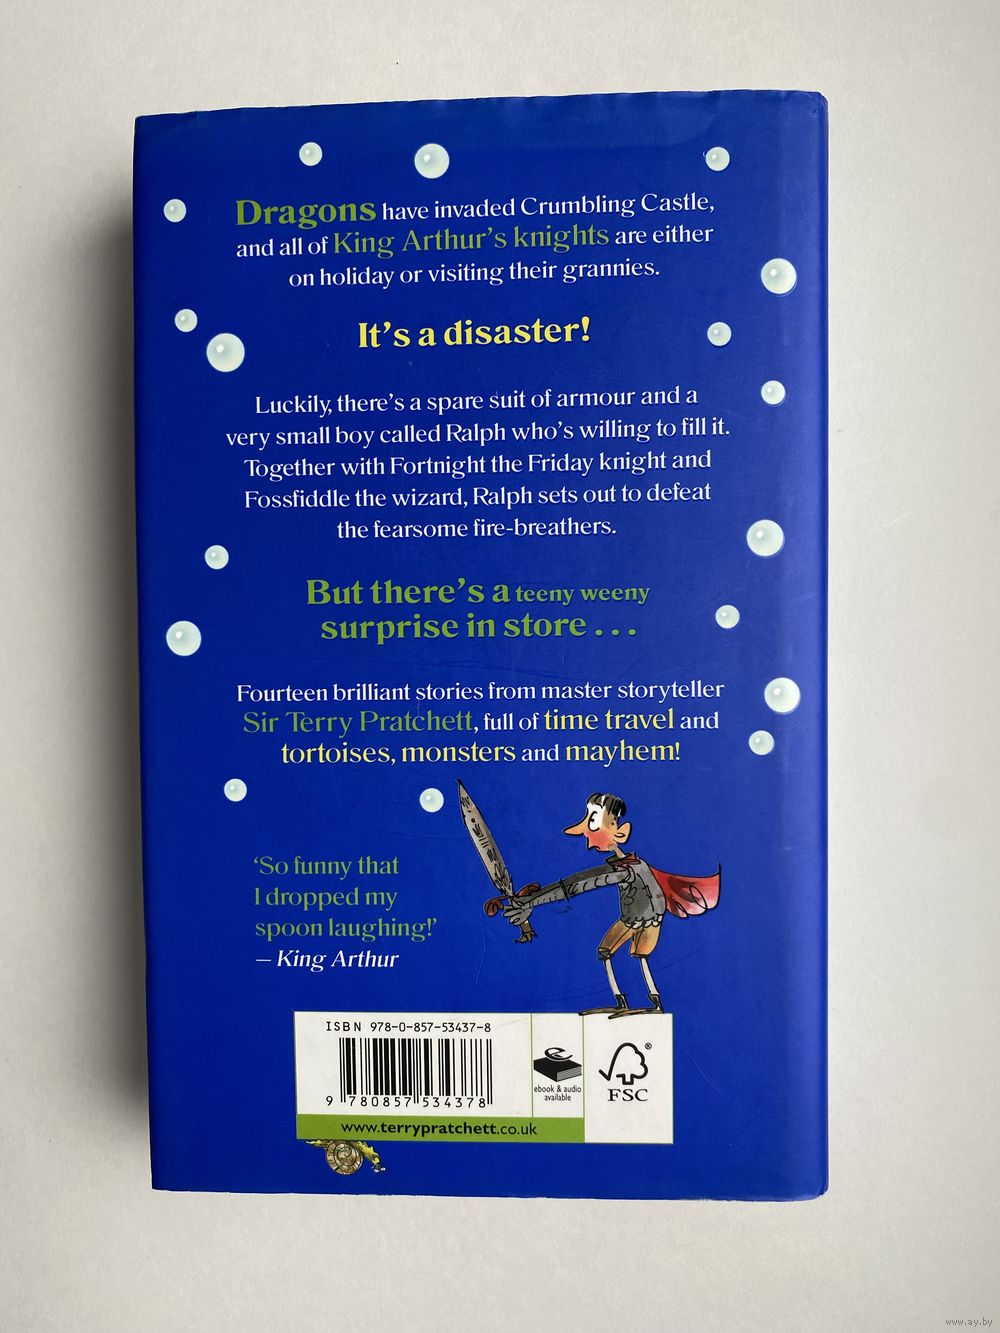 Dragons have invaded Crumbling Castle,
and all of King Arthur's knights are either
on holiday or visiting their grannies.
It's a disaster!
Luckily, there's a spare suit of armour and a
very small boy called Ralph who's willing to fill it.
Together with Fortnight the Friday knight and
Fossfiddle the wizard, Ralph sets out to defeat
the fearsome fire-breathers.
But there's a teeny weeny
surprise in store . . .
Fourteen brilliant stories from master storyteller
Sir Terry Pratchett, full of time travel and
tortoises, monsters and mayhem!
'So funny that
I dropped my
spoon laughing!'
– King Arthur
ISBN 978-0-857-53437-8
9 780857 534378
e
ebook & audio
available
®
FSC
www.terrypratchett.co.uk
www.ay.by